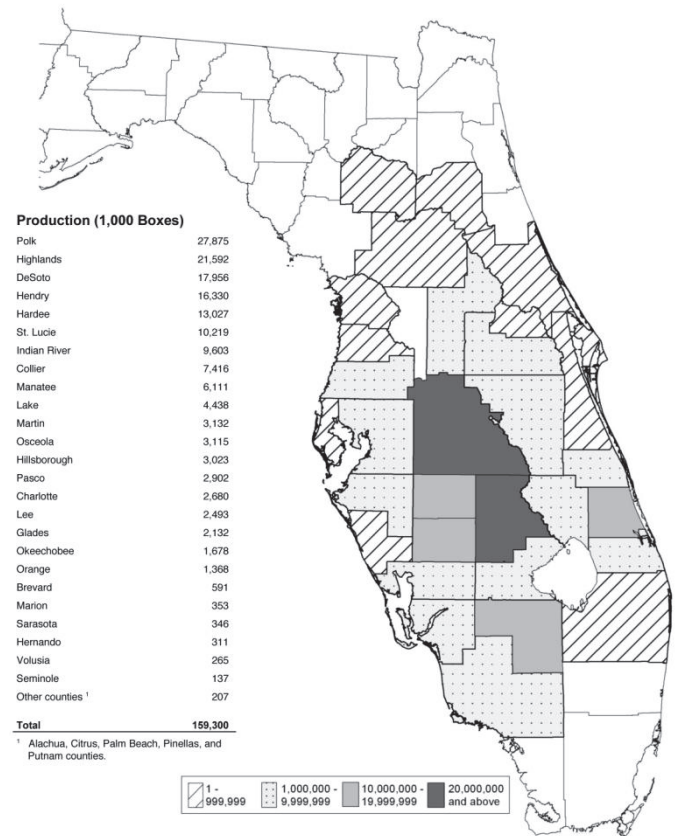 Production (1,000 Boxes)
Polk 27,875
Highlands 21,592
DeSoto 17,956
Hendry 16,330
Hardee 13,027
St. Lucie 10,219
Indian River 9,603
Collier 7,416
Manatee 6,111
Lake 4,438
Martin 3,132
Osceola 3,115
Hillsborough 3,023
Pasco 2,902
Charlotte 2,680
Lee 2,493
Glades 2,132
Okeechobee 1,678
Orange 1,368
Brevard 591
Marion 353
Sarasota 346
Hernando 311
Volusia 265
Seminole 137
Other counties ¹ 207
Total 159,300
¹ Alachua, Citrus, Palm Beach, Pinellas, and
Putnam counties.
1 -
999,999
1,000,000 -
9,999,999
10,000,000 -
19,999,999
20,000,000
and above